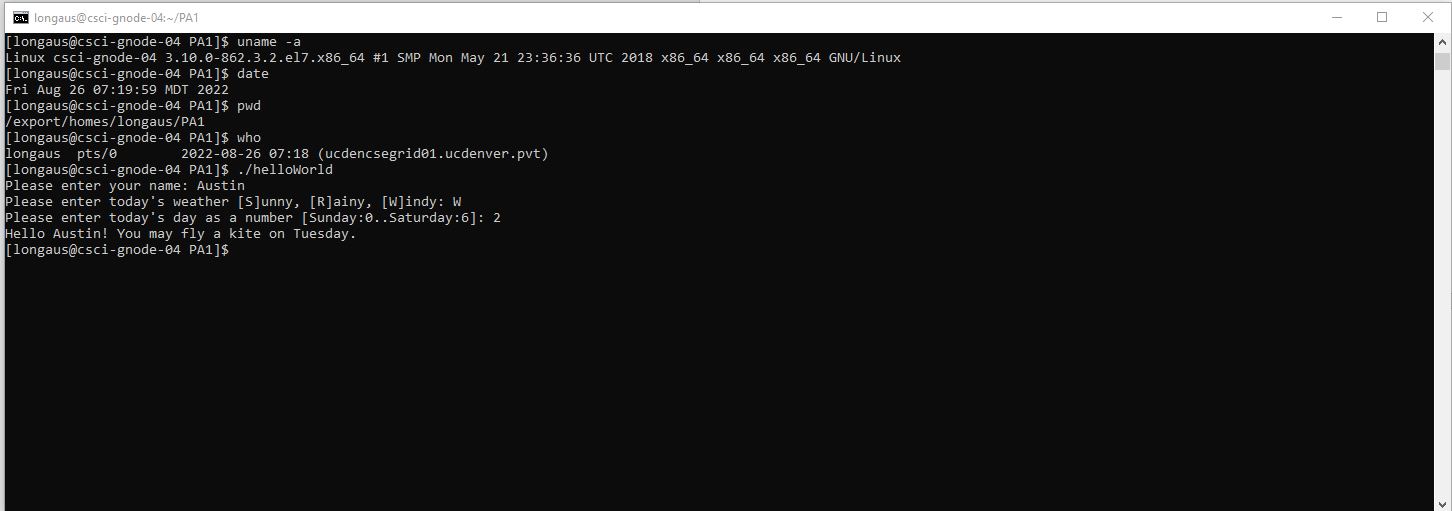 longaus@csci-gnode-04:~/PA1
[longaus@csci-gnode-04 PA1]$ uname -a
Linux csci-gnode-04 3.10.0-862.3.2.el7.x86_64 #1 SMP Mon May 21 23:36:36 UTC 2018 x86_64 x86_64 x86_64 GNU/Linux
[longaus@csci-gnode-04 PA1]$ date
Fri Aug 26 07:19:59 MDT 2022
[longaus@csci-gnode-04 PA1]$ pwd
/export/homes/longaus/PA1
[longaus@csci-gnode-04 PA1]$ who
longaus  pts/0        2022-08-26 07:18 (ucdencsegrid01.ucdenver.pvt)
[longaus@csci-gnode-04 PA1]$ ./helloWorld
Please enter your name: Austin
Please enter today's weather [S]unny, [R]ainy, [W]indy: W
Please enter today's day as a number [Sunday:0..Saturday:6]: 2
Hello Austin! You may fly a kite on Tuesday.
[longaus@csci-gnode-04 PA1]$